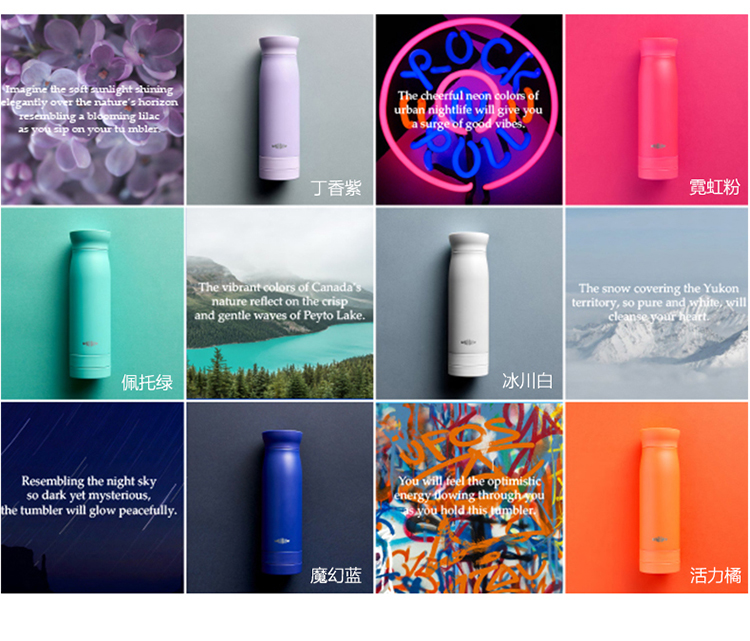 Imagine the soft sunlight shining
elegantly over the nature's horizon
resembling a blooming lilac
as you sip on your tu mbler.
丁香紫
ROCK
The cheerful neon colors of
urban nightlife will give you
a surge of good vibes.
霓虹粉
佩托绿
The vibrant colors of Canada's
nature reflect on the crisp
and gentle waves of Peyto Lake.
冰川白
The snow covering the Yukon
territory, so pure and white, will
cleanse your heart.
Resembling the night sky
so dark yet mysterious,
the tumbler will glow peacefully.
魔幻蓝
You will feel the optimistic
energy flowing through you
as you hold this tumbler.
活力橘